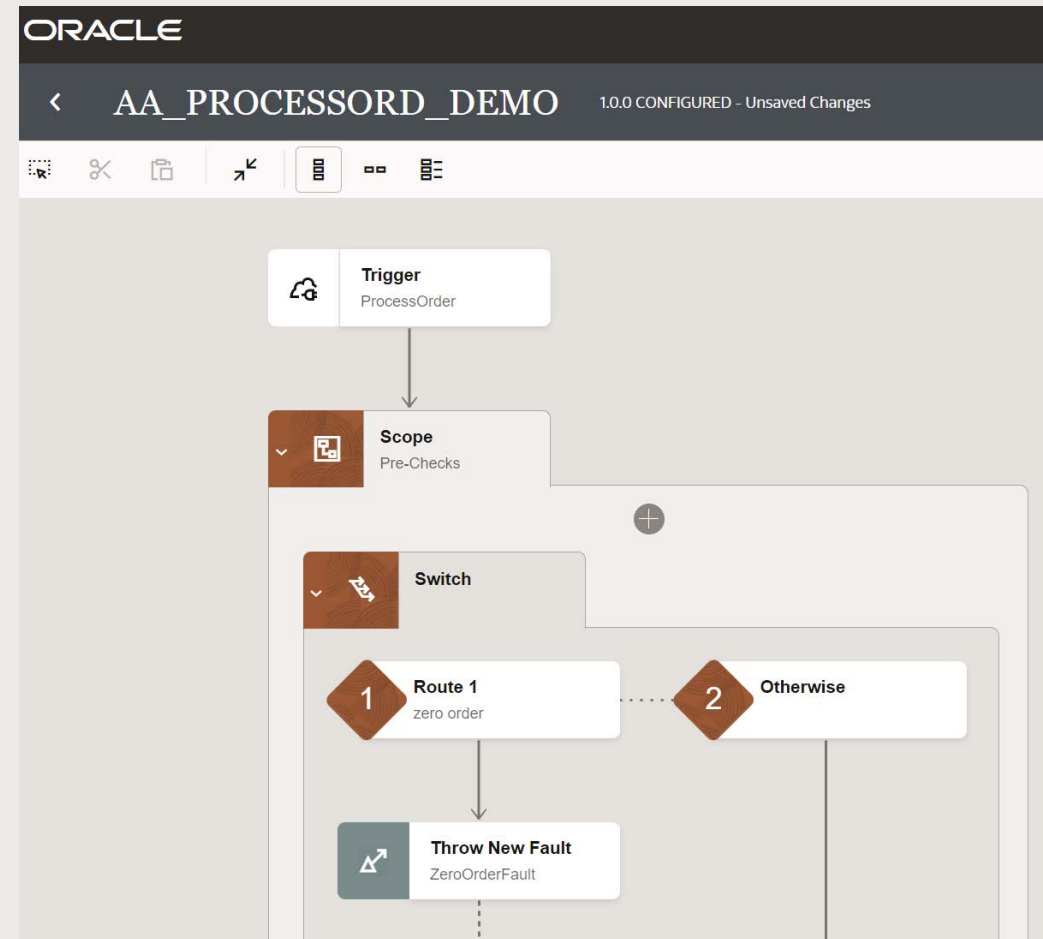 ORACLE
AA_PROCESSORD_DEMO 1.0.0 CONFIGURED - Unsaved Changes
Trigger
ProcessOrder
Scope
Pre-Checks
Switch
1 Route 1
zero order
2 Otherwise
Throw New Fault
ZeroOrderFault